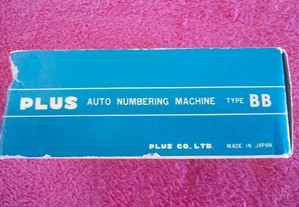 PLUS AUTO NUMBERING MACHINE TYPE BB
PLUS CO., LTD. MADE IN JAPAN